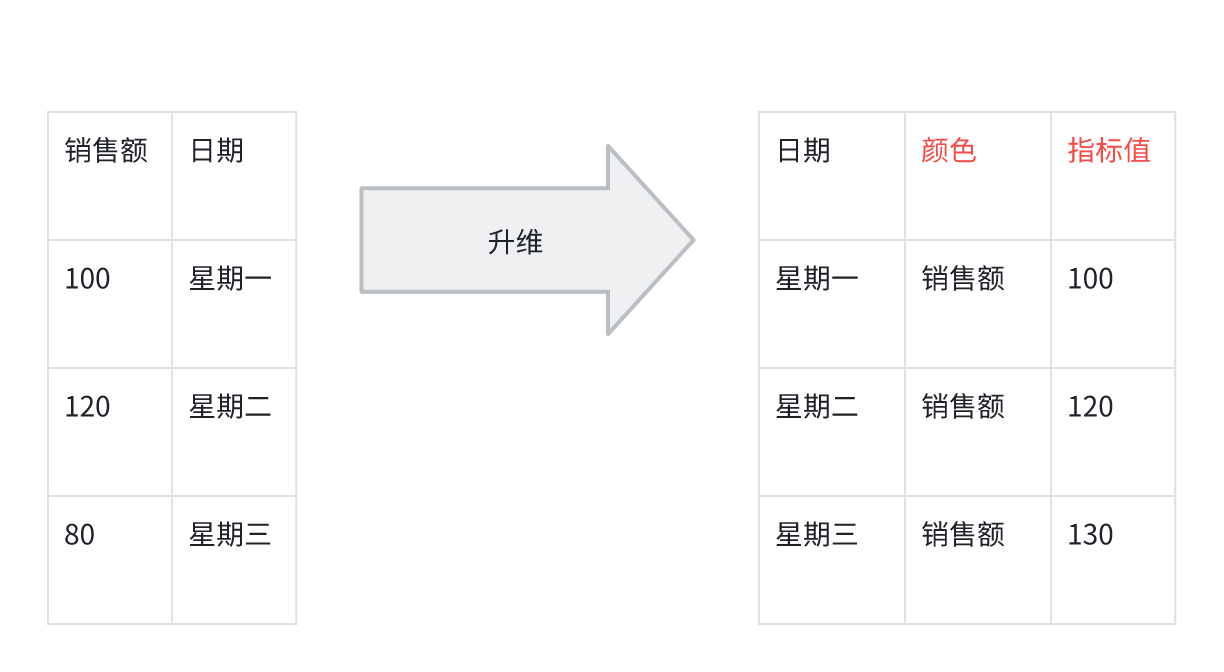 销售额 日期
100 星期一
120 星期二
80 星期三
升维
日期 颜色 指标值
星期一 销售额 100
星期二 销售额 120
星期三 销售额 130